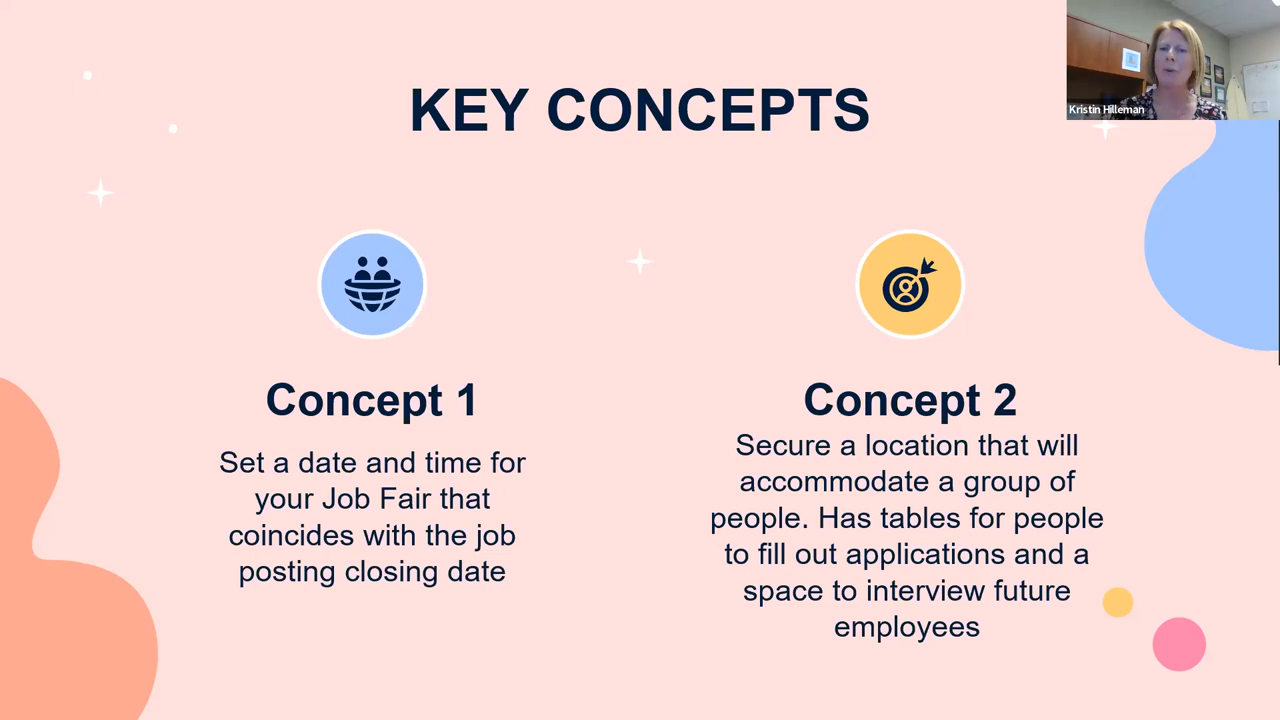 KEY CONCEPTS
Kristin Hilleman
Concept 1
Set a date and time for
your Job Fair that
coincides with the job
posting closing date
Concept 2
Secure a location that will
accommodate a group of
people. Has tables for people
to fill out applications and a
space to interview future
employees